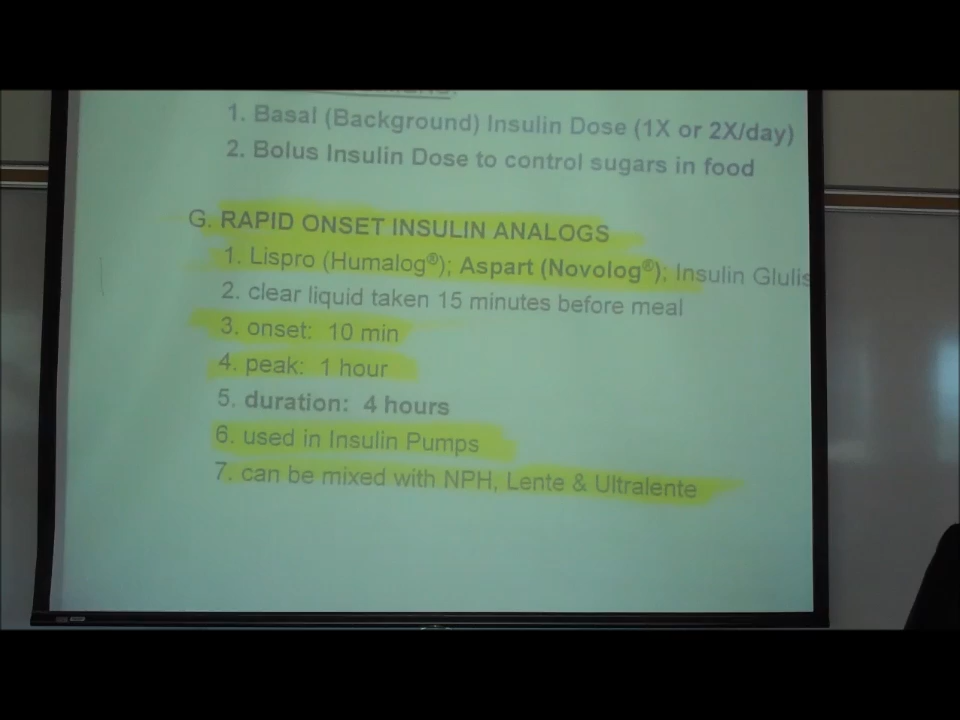 1. Basal (Background) Insulin Dose (1X or 2X/day)
2. Bolus Insulin Dose to control sugars in food
G. RAPID ONSET INSULIN ANALOGS
1. Lispro (Humalog®); Aspart (Novolog®); Insulin Glulis
2. clear liquid taken 15 minutes before meal
3. onset: 10 min
4. peak: 1 hour
5. duration: 4 hours
6. used in Insulin Pumps
7. can be mixed with NPH, Lente & Ultralente